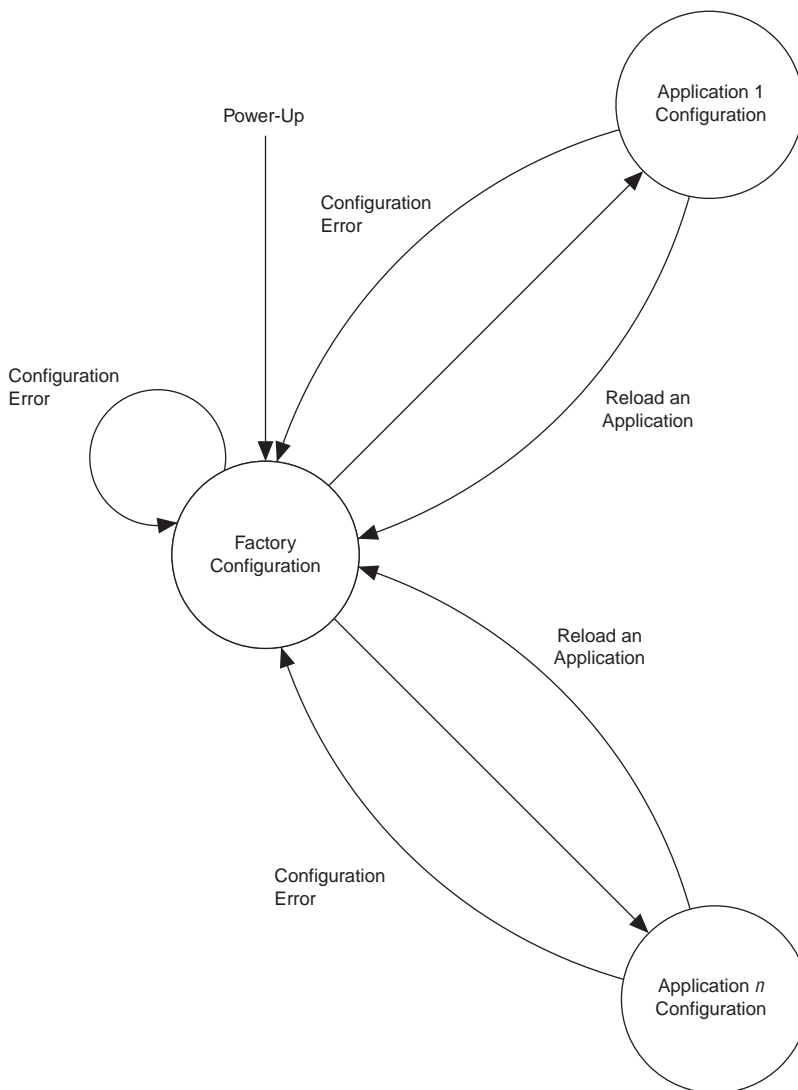 Application 1
Configuration
Power-Up
Configuration
Error
Configuration
Error
Reload an
Application
Factory
Configuration
Reload an
Application
Configuration
Error
Application n
Configuration